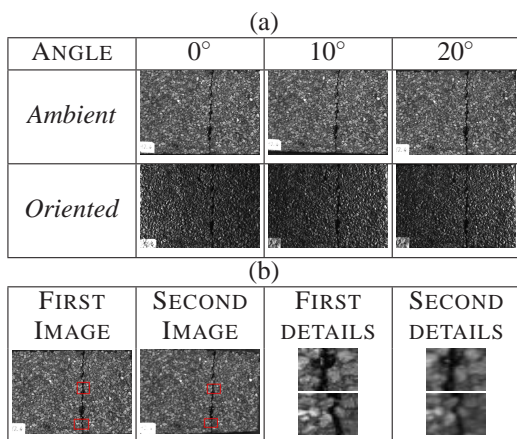 (a)
ANGLE 0° 10° 20°
Ambient
Oriented
(b)
FIRST SECOND FIRST SECOND
IMAGE IMAGE DETAILS DETAILS